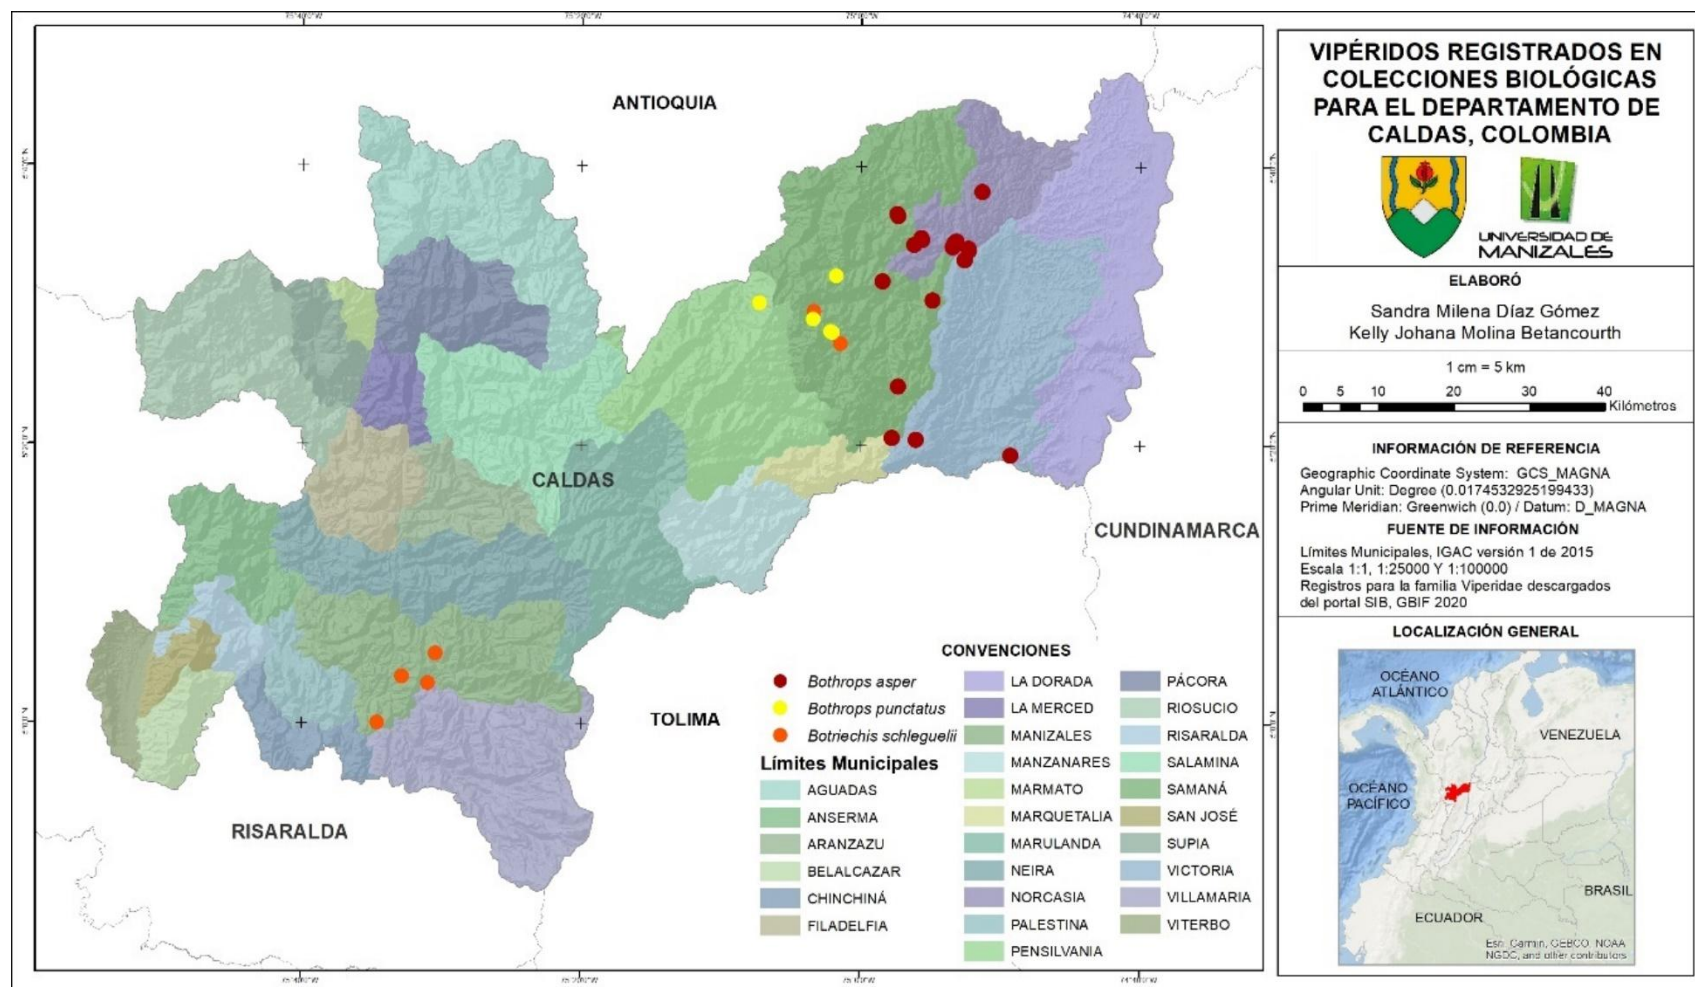 ANTIOQUIA
CALDAS
CUNDINAMARCA
TOLIMA
RISARALDA
CONVENCIONES
Bothrops asper
Bothrops punctatus
Botriechis schleguelii
Límites Municipales
AGUADAS
ANSERMA
ARANZAZU
BELALCAZAR
CHINCHINÁ
FILADELFIA
LA DORADA
LA MERCED
MANIZALES
MANZANARES
MARMATO
MARQUETALIA
MARULANDA
NEIRA
NORCASIA
PALESTINA
PENSILVANIA
PÁCORA
RIOSUCIO
RISARALDA
SALAMINA
SAMANÁ
SAN JOSÉ
SUPIA
VICTORIA
VILLAMARIA
VITERBO
VIPÉRIDOS REGISTRADOS EN
COLECCIONES BIOLÓGICAS
PARA EL DEPARTAMENTO DE
CALDAS, COLOMBIA
UNIVERSIDAD DE
MANIZALES
ELABORÓ
Sandra Milena Díaz Gómez
Kelly Johana Molina Betancourth
1 cm = 5 km
0 5 10 20 30 40
Kilómetros
INFORMACIÓN DE REFERENCIA
Geographic Coordinate System: GCS_MAGNA
Angular Unit: Degree (0.0174532925199433)
Prime Meridian: Greenwich (0.0) / Datum: D_MAGNA
FUENTE DE INFORMACIÓN
Límites Municipales, IGAC versión 1 de 2015
Escala 1:1, 1:25000 Y 1:100000
Registros para la familia Viperidae descargados
del portal SIB, GBIF 2020
LOCALIZACIÓN GENERAL
OCÉANO
ATLÁNTICO
VENEZUELA
OCÉANO
PACÍFICO
BRASIL
ECUADOR
Esri, Garmin, GEBCO, NOAA
NGDC, and other contributors